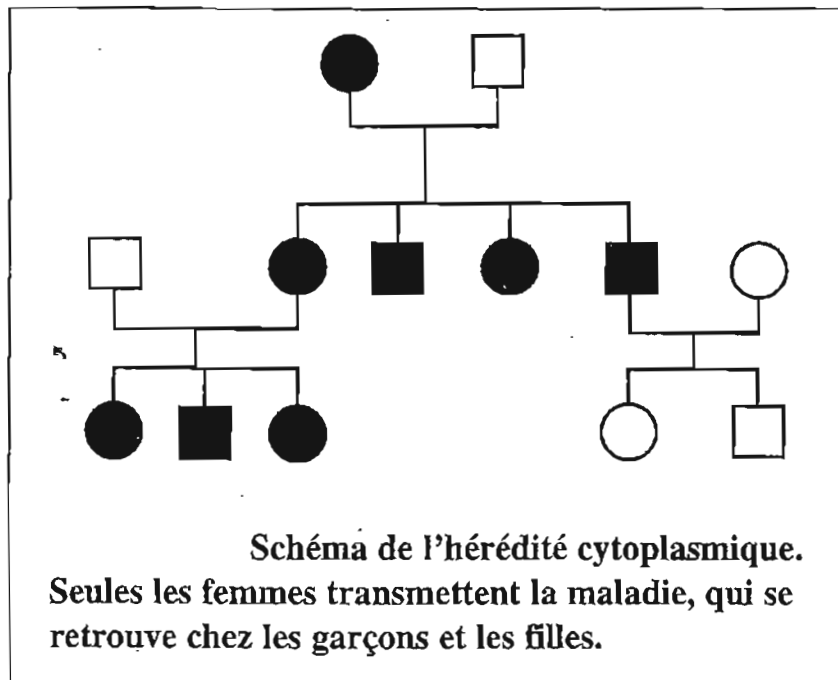 Schéma de l'hérédité cytoplasmique.
Seules les femmes transmettent la maladie, qui se
retrouve chez les garçons et les filles.